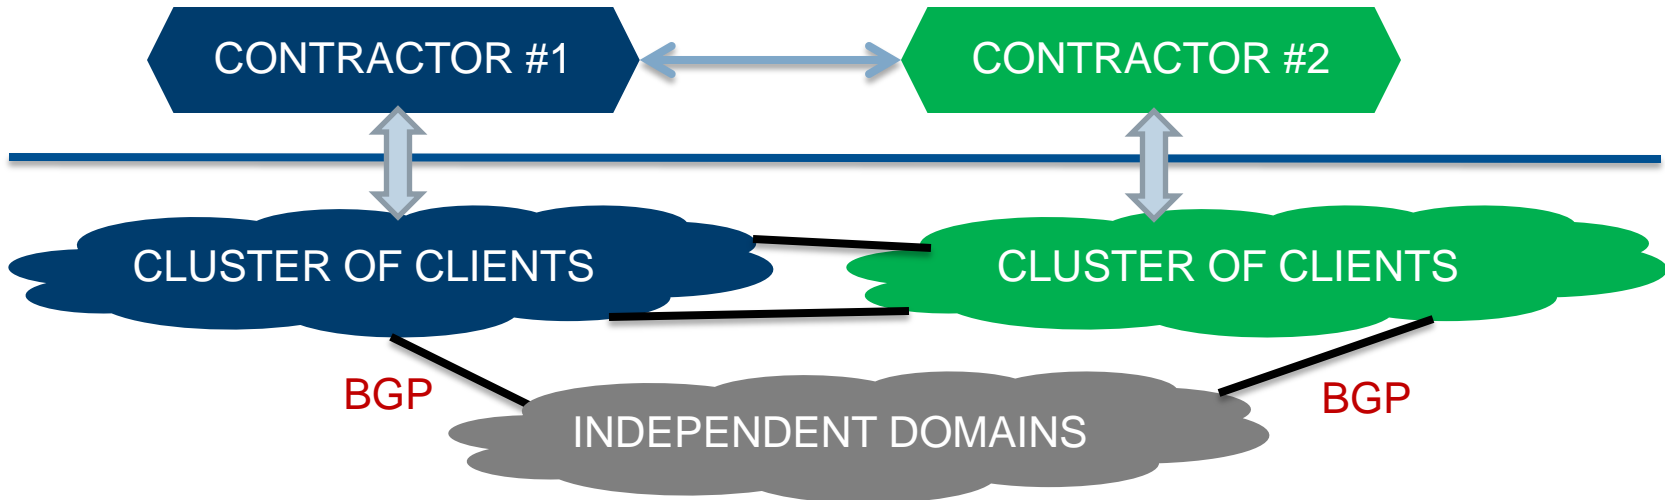 CONTRACTOR #1
CONTRACTOR #2
CLUSTER OF CLIENTS
CLUSTER OF CLIENTS
BGP
BGP
INDEPENDENT DOMAINS